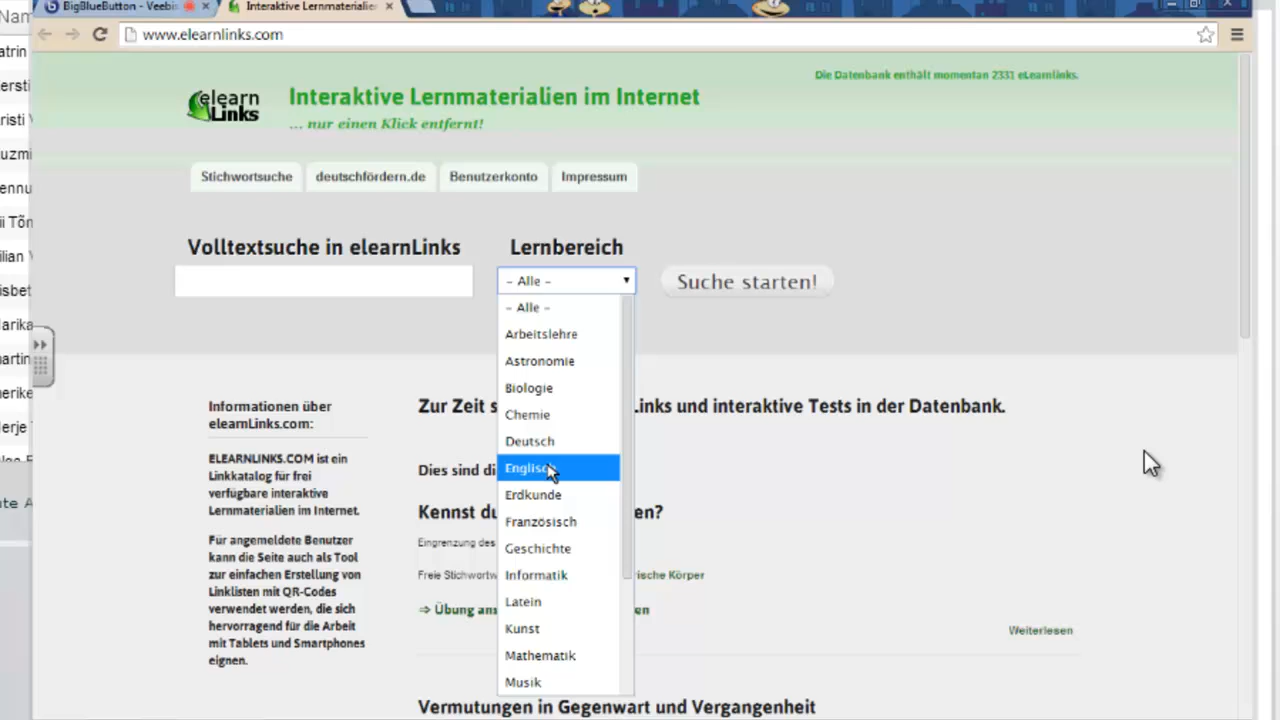 BigBlueButton - Veebi
Interaktive Lernmaterialien
www.elearnlinks.com
Die Datenbank enthält momentan 2331 eLearnlinks.
elearn
Links
Interaktive Lernmaterialien im Internet
... nur einen Klick entfernt!
Stichwortsuche
deutschfördern.de
Benutzerkonto
Impressum
Volltextsuche in elearnLinks
Lernbereich
- Alle -
Suche starten!
- Alle -
Arbeitslehre
Astronomie
Biologie
Chemie
Deutsch
Englisch
Erdkunde
Französisch
Geschichte
Informatik
Latein
Kunst
Mathematik
Musik
Informationen über
elearnLinks.com:
ELEARNLINKS.COM ist ein
Linkkatalog für frei
verfügbare interaktive
Lernmaterialien im Internet.
Für angemeldete Benutzer
kann die Seite auch als Tool
zur einfachen Erstellung von
Linklisten mit QR-Codes
verwendet werden, die sich
hervorragend für die Arbeit
mit Tablets und Smartphones
eignen.
Zur Zeit s Links und interaktive Tests in der Datenbank.
Dies sind di
Kennst du en?
Eingrenzung des
Freie Stichwortw rische Körper
⇒ Übung ans en
Weiterlesen
Vermutungen in Gegenwart und Vergangenheit